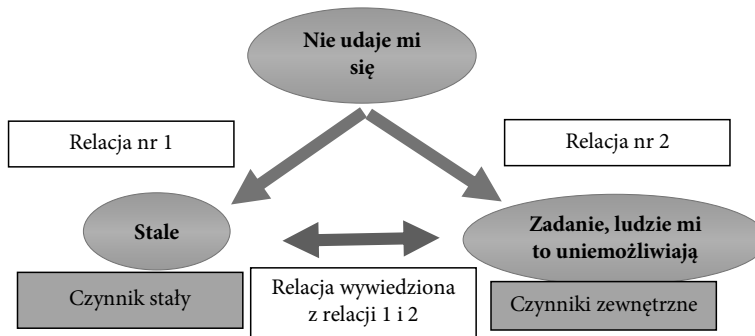 Nie udaje mi
się
Relacja nr 1
Relacja nr 2
Stale
Zadanie, ludzie mi
to uniemożliwiają
Czynnik stały
Relacja wywiedziona
z relacji 1 i 2
Czynniki zewnętrzne